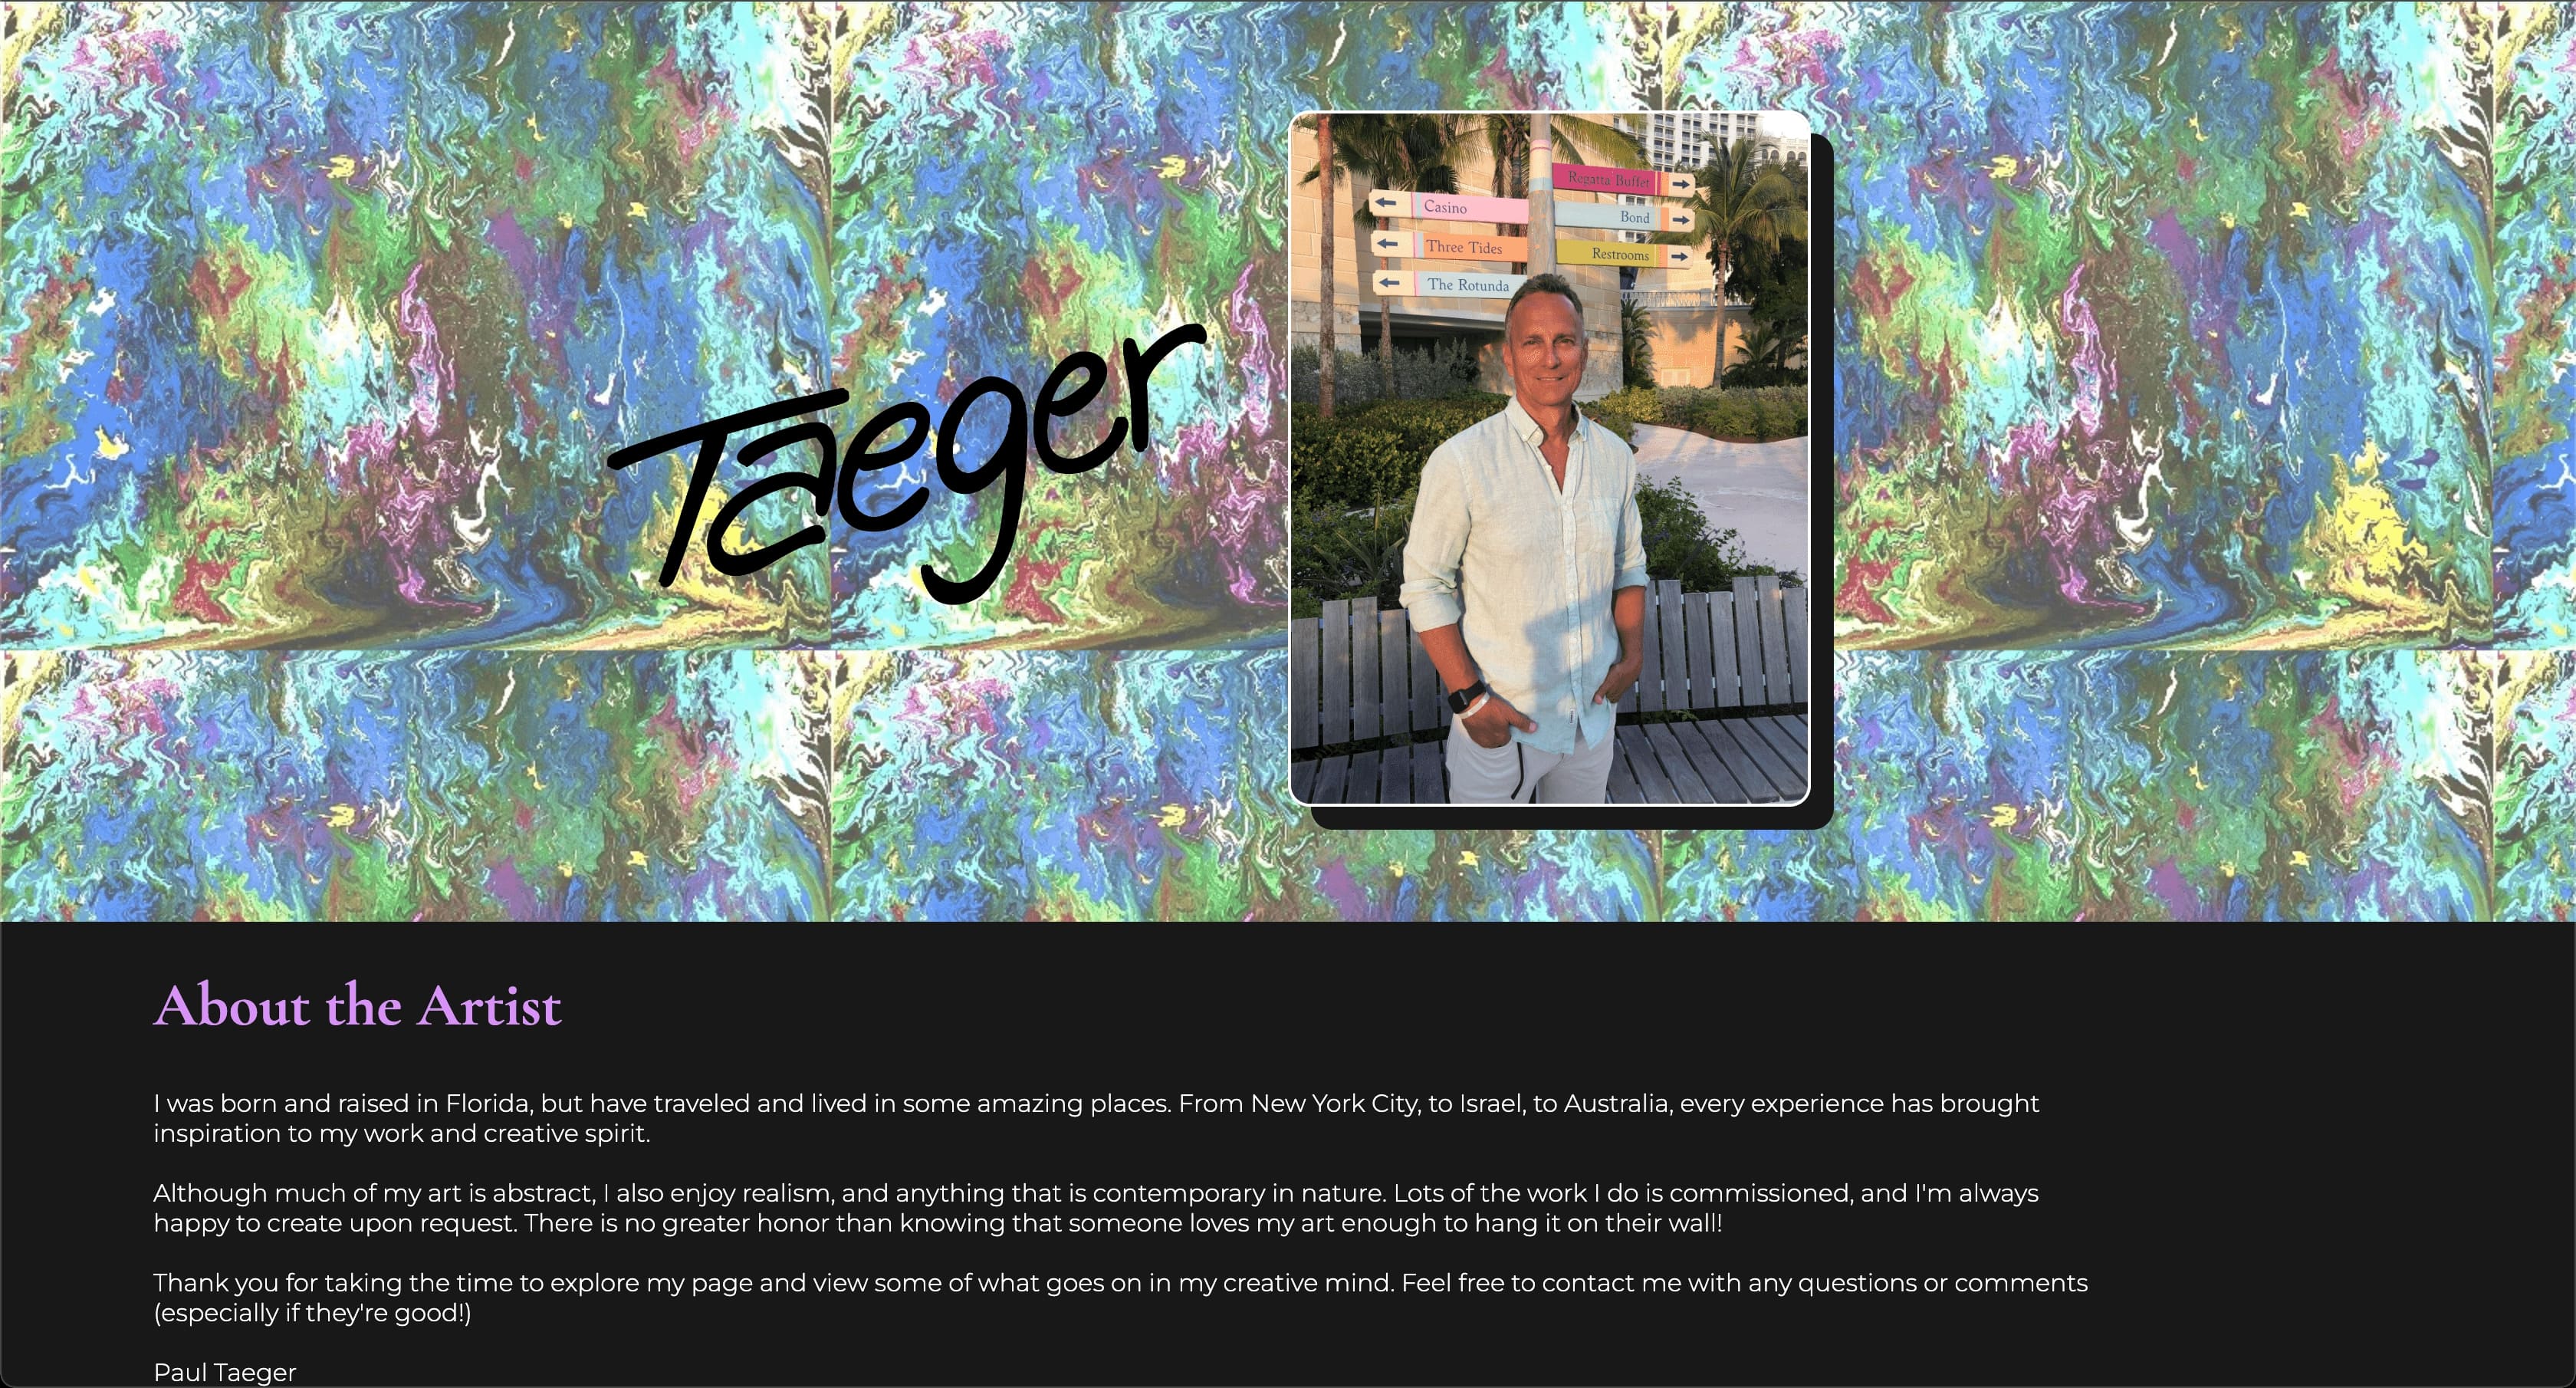 Taeger
Regatta Buffet
Casino
Bond
Three Tides
Restrooms
The Rotunda
About the Artist
I was born and raised in Florida, but have traveled and lived in some amazing places. From New York City, to Israel, to Australia, every experience has brought
inspiration to my work and creative spirit.
Although much of my art is abstract, I also enjoy realism, and anything that is contemporary in nature. Lots of the work I do is commissioned, and I'm always
happy to create upon request. There is no greater honor than knowing that someone loves my art enough to hang it on their wall!
Thank you for taking the time to explore my page and view some of what goes on in my creative mind. Feel free to contact me with any questions or comments
(especially if they're good!)
Paul Taeger